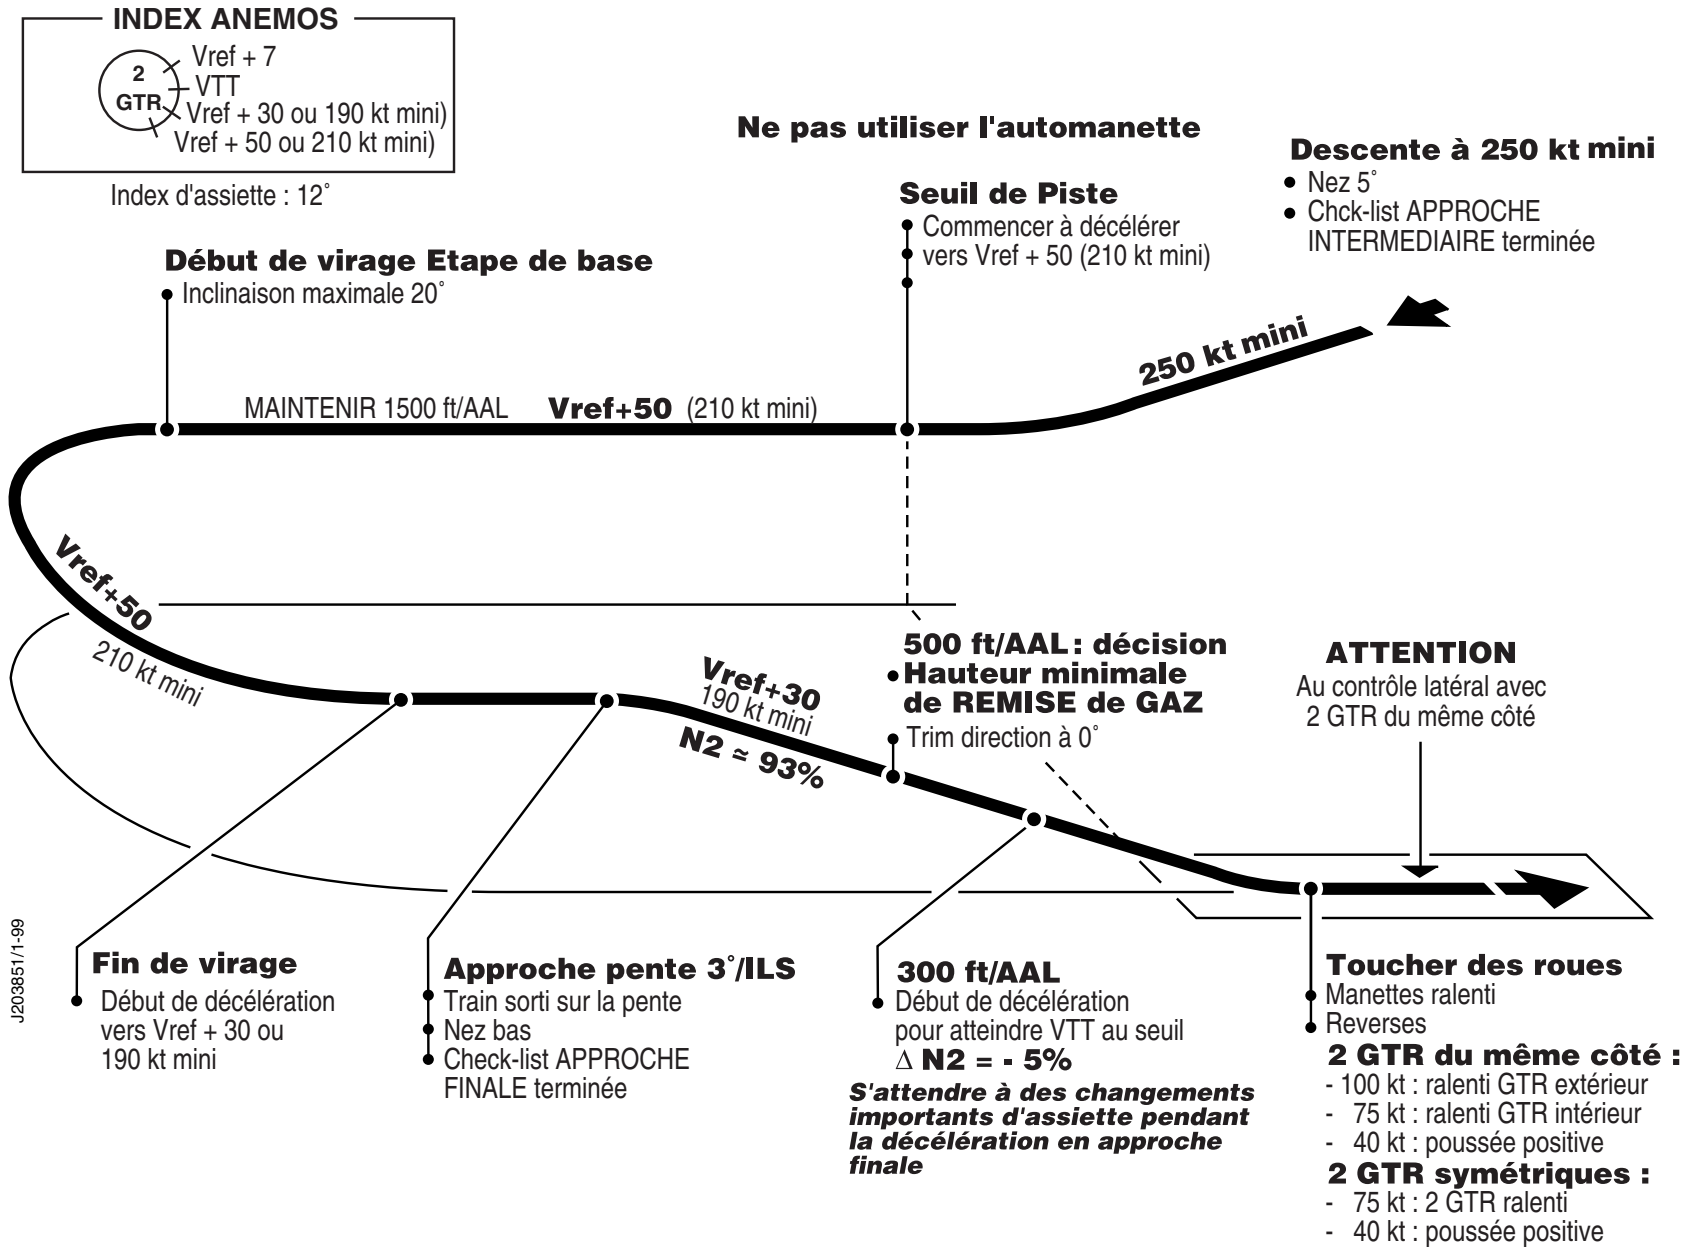 INDEX ANEMOS
2
GTR
Vref + 7
VTT
Vref + 30 ou 190 kt mini)
Vref + 50 ou 210 kt mini)
Index d'assiette : 12°
Ne pas utiliser l'automanette
Descente à 250 kt mini
Nez 5°
Chck-list APPROCHE
INTERMEDIAIRE terminée
Seuil de Piste
Commencer à décélérer
vers Vref + 50 (210 kt mini)
Début de virage Etape de base
Inclinaison maximale 20°
250 kt mini
MAINTENIR 1500 ft/AAL Vref+50 (210 kt mini)
Vref+50
210 kt mini
Vref+30
190 kt mini
N2 ≃ 93%
500 ft/AAL : décision
Hauteur minimale
de REMISE de GAZ
Trim direction à 0°
ATTENTION
Au contrôle latéral avec
2 GTR du même côté
Fin de virage
Début de décélération
vers Vref + 30 ou
190 kt mini
Approche pente 3°/ILS
Train sorti sur la pente
Nez bas
Check-list APPROCHE
FINALE terminée
300 ft/AAL
Début de décélération
pour atteindre VTT au seuil
Δ N2 = - 5%
S'attendre à des changements
importants d'assiette pendant
la décélération en approche
finale
Toucher des roues
Manettes ralenti
Reverses
2 GTR du même côté :
- 100 kt : ralenti GTR extérieur
- 75 kt : ralenti GTR intérieur
- 40 kt : poussée positive
2 GTR symétriques :
- 75 kt : 2 GTR ralenti
- 40 kt : poussée positive
J203851/1-99